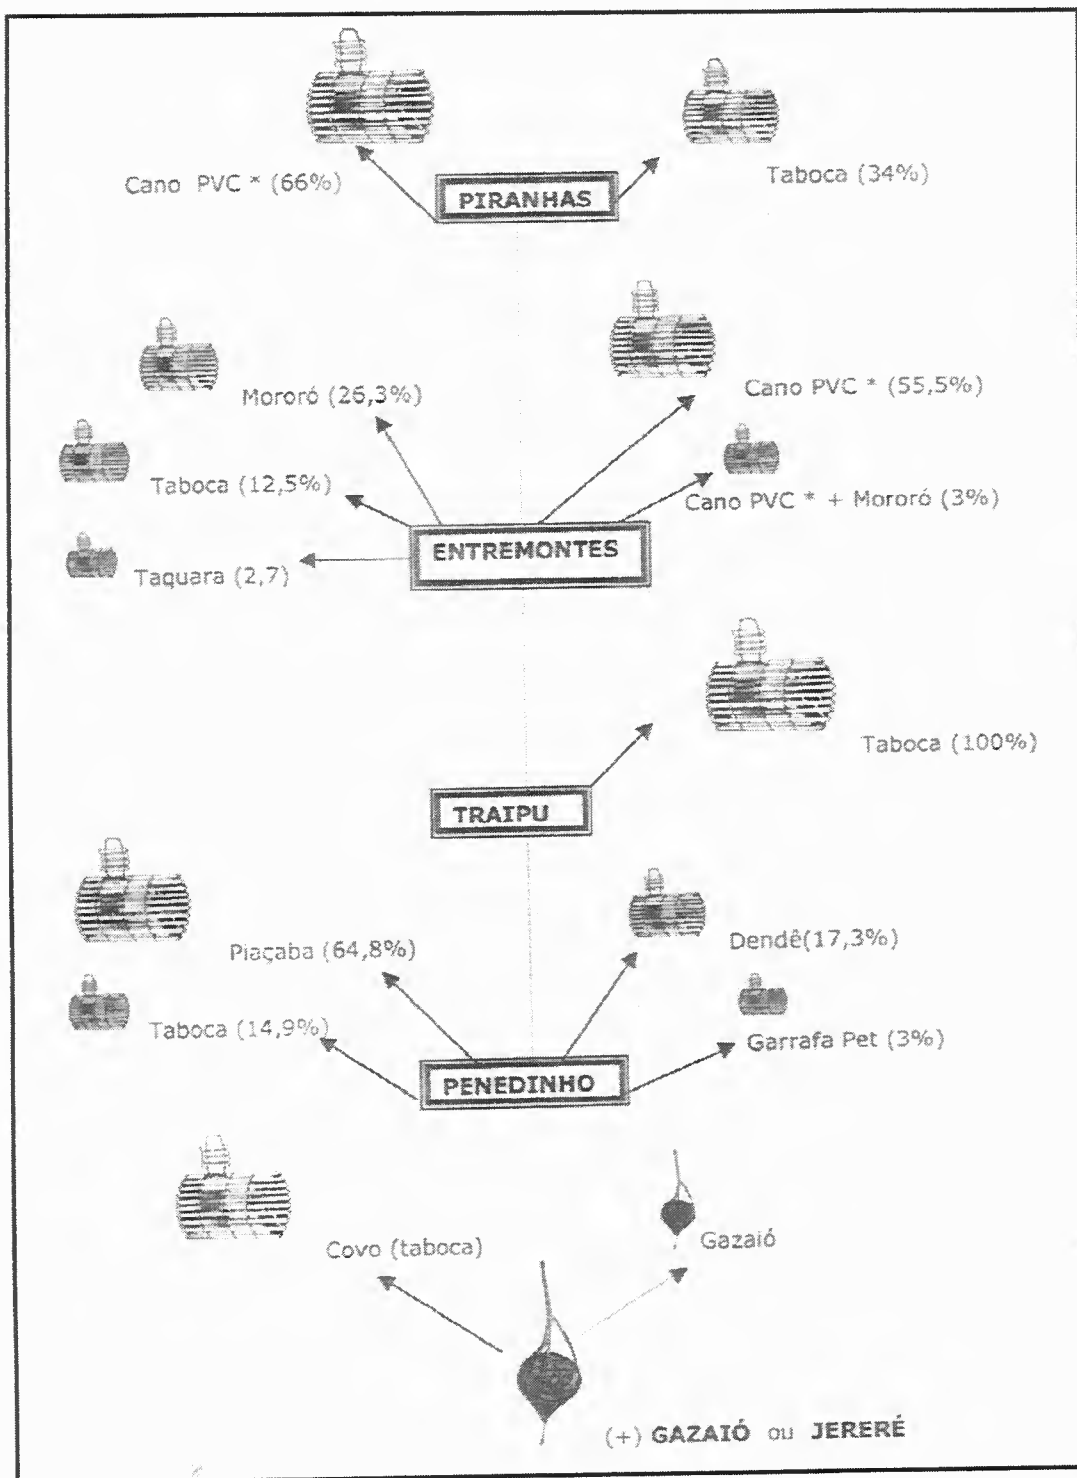 Cano PVC * (66%)
Taboca (34%)
PIRANHAS
Mororó (26,3%)
Cano PVC * (55,5%)
Taboca (12,5%)
Cano PVC * + Mororó (3%)
ENTREMONTES
Taquara (2,7)
Taboca (100%)
TRAIPU
Piaçaba (64,8%)
Dendê(17,3%)
Taboca (14,9%)
Garrafa Pet (3%)
PENEDINHO
Covo (taboca)
Gazaió
(+) GAZAIÓ ou JERERÉ